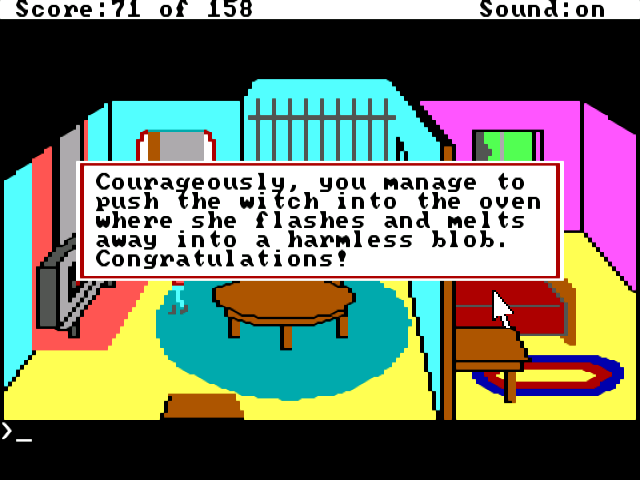 Score:71 of 158 Sound:on
Courageously, you manage to
push the witch into the oven
where she flashes and melts
away into a harmless blob.
Congratulations!
>_